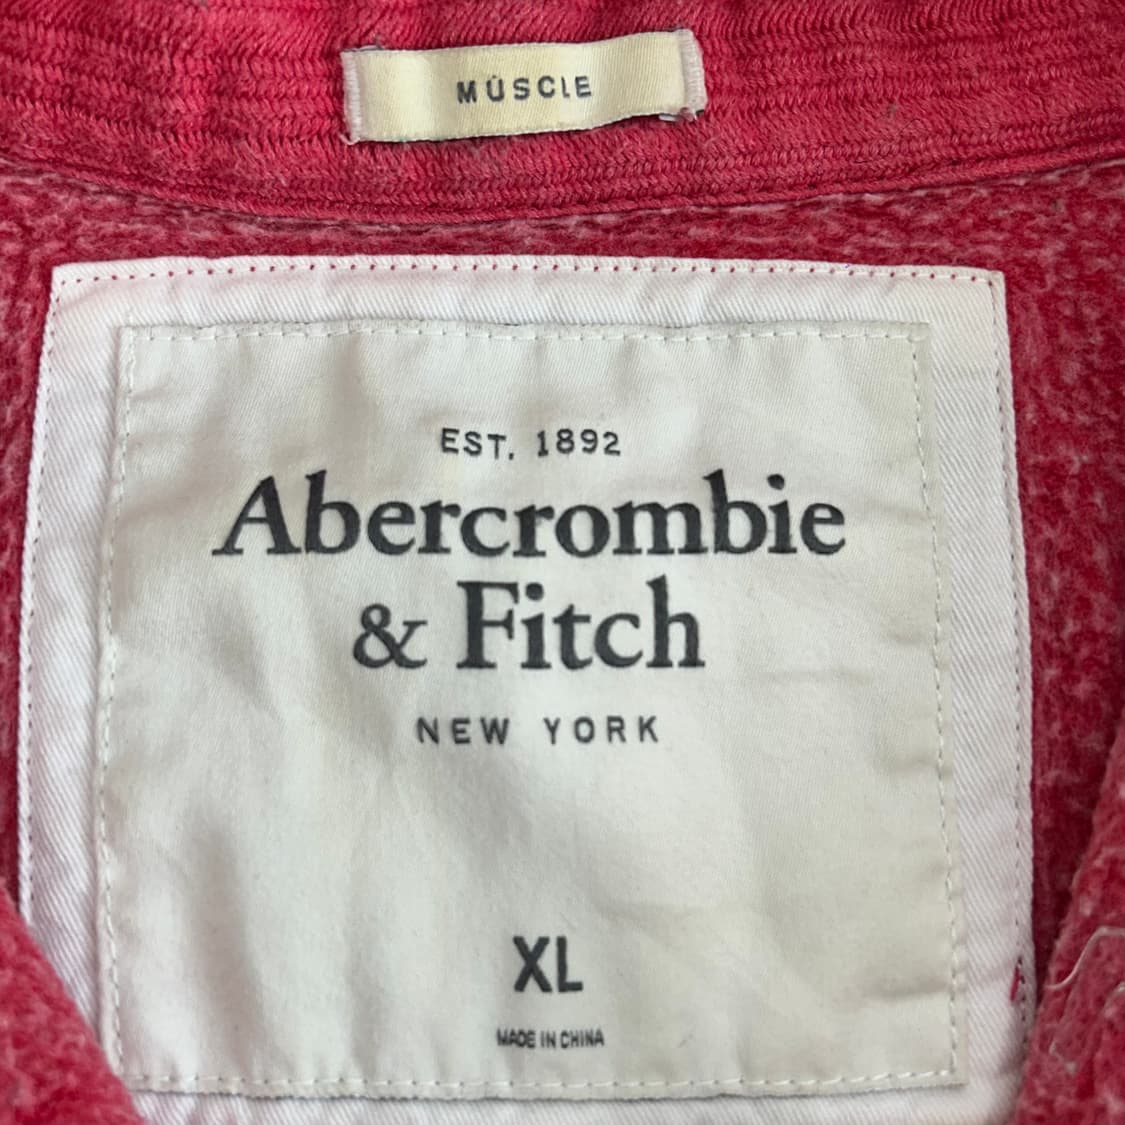 MUSCLE
EST. 1892
Abercrombie
& Fitch
NEW YORK
XL
MADE IN CHINA